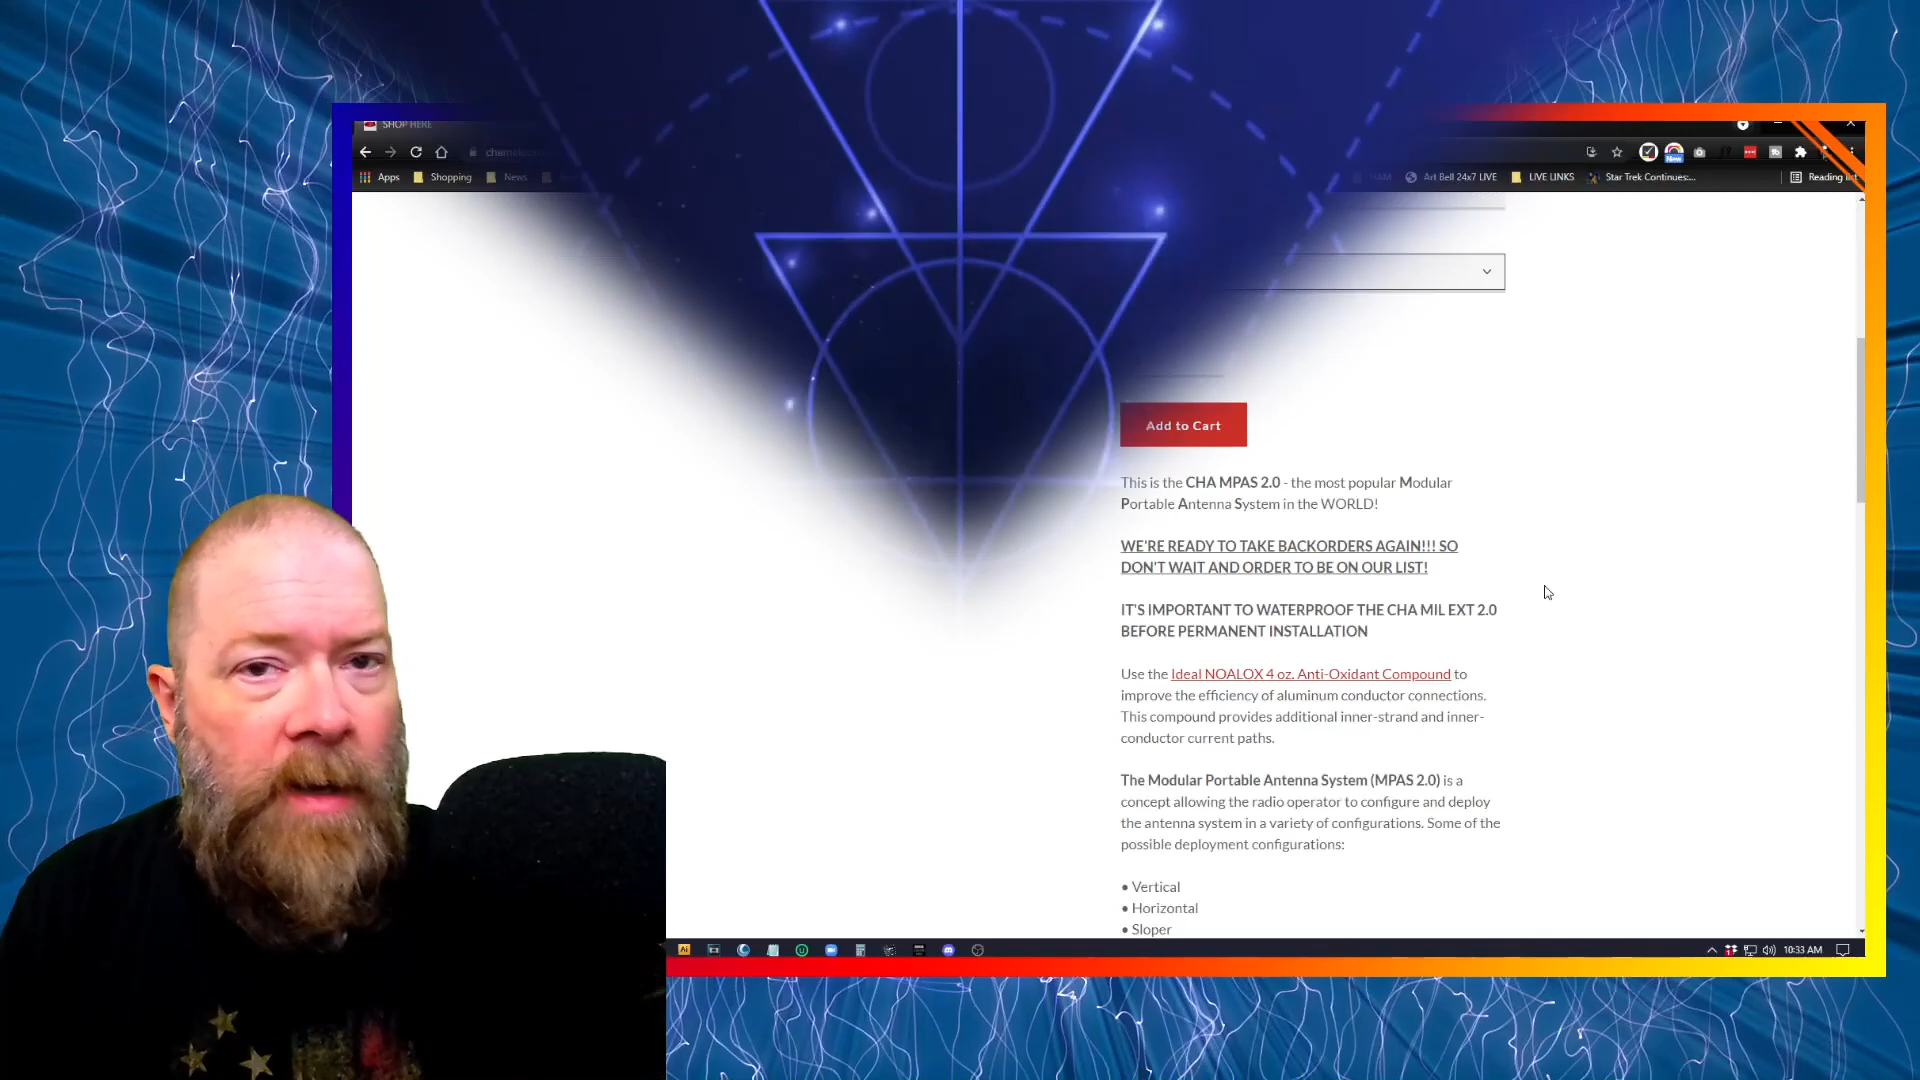 SHOP HERE
Apps Shopping News Art Bell 24x7 LIVE LIVE LINKS Star Trek Continues:... Reading list
New
Add to Cart
This is the CHA MPAS 2.0 - the most popular Modular
Portable Antenna System in the WORLD!
WE'RE READY TO TAKE BACKORDERS AGAIN!!! SO
DON'T WAIT AND ORDER TO BE ON OUR LIST!
IT'S IMPORTANT TO WATERPROOF THE CHA MIL EXT 2.0
BEFORE PERMANENT INSTALLATION
Use the Ideal NOALOX 4 oz. Anti-Oxidant Compound to
improve the efficiency of aluminum conductor connections.
This compound provides additional inner-strand and inner-
conductor current paths.
The Modular Portable Antenna System (MPAS 2.0) is a
concept allowing the radio operator to configure and deploy
the antenna system in a variety of configurations. Some of the
possible deployment configurations:
• Vertical
• Horizontal
• Sloper
Ai
10:33 AM